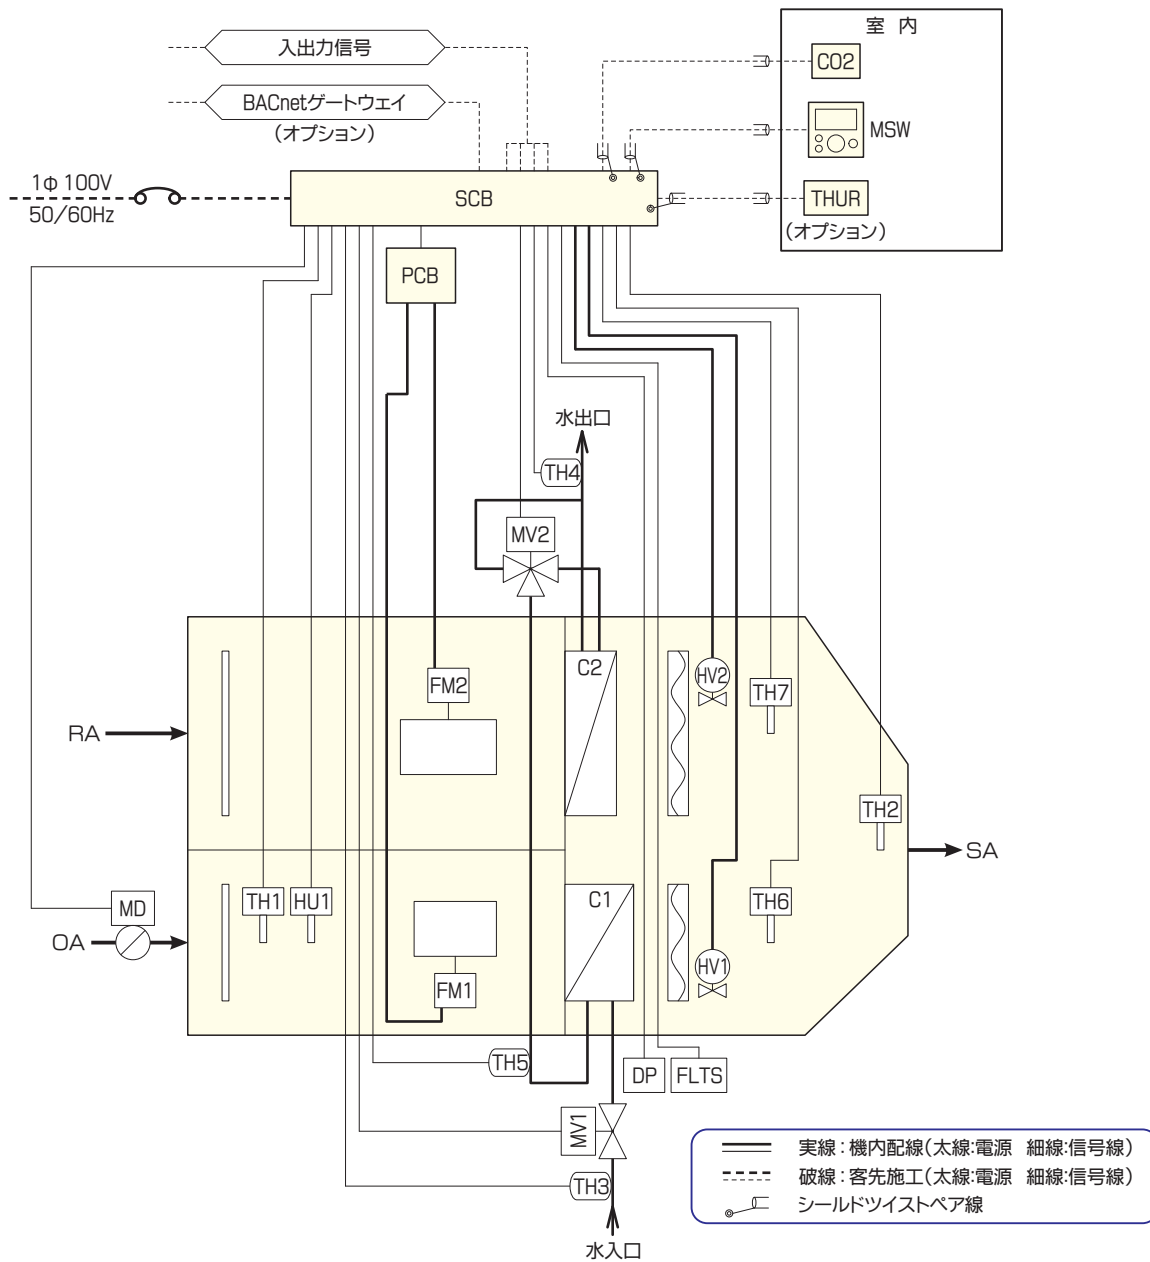 入出力信号
BACnetゲートウェイ
(オプション)
室内
CO2
MSW
THUR
(オプション)
1Φ 100V
50/60Hz
SCB
PCB
水出口
TH4
MV2
FM2
C2
HV2
TH7
RA
TH2
SA
MD
TH1
HU1
C1
TH6
OA
FM1
HV1
TH5
DP
FLTS
MV1
TH3
水入口
実線:機内配線(太線:電源 細線:信号線)
破線:客先施工(太線:電源 細線:信号線)
シールドツイストペア線